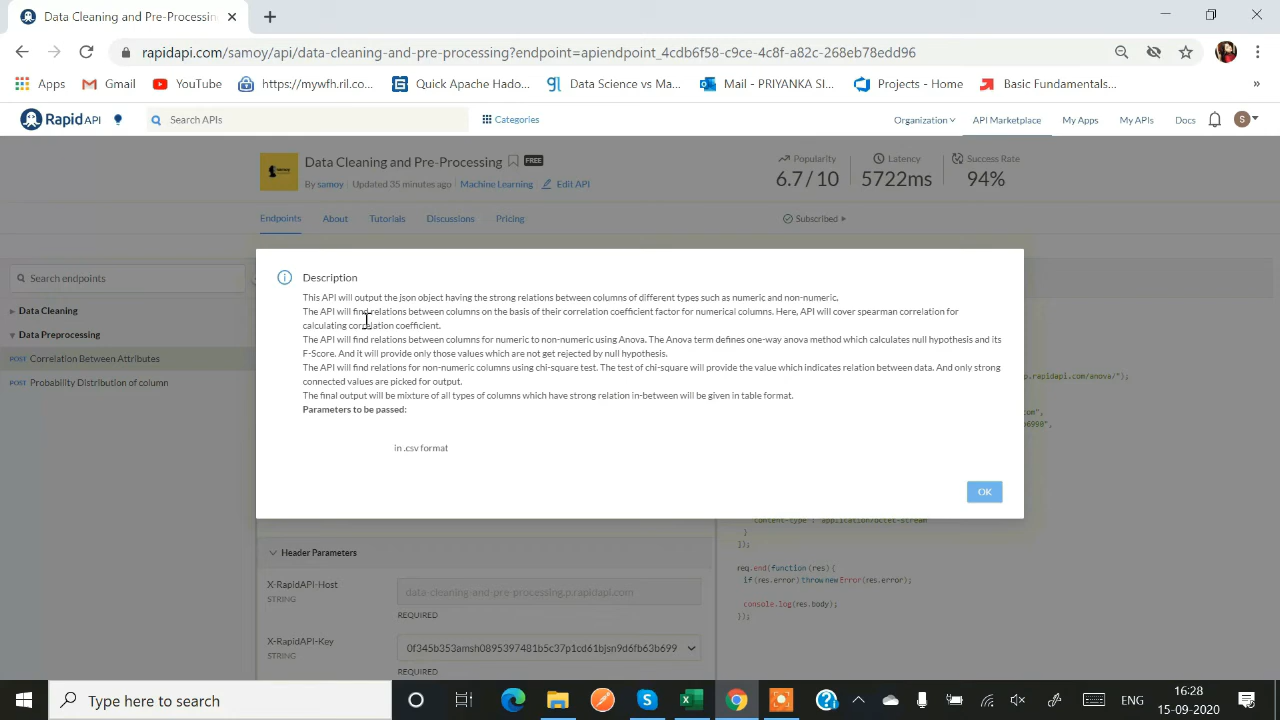 Data Cleaning and Pre-Processing
rapidapi.com/samoy/api/data-cleaning-and-pre-processing?endpoint=apiendpoint_4cdb6f58-c9ce-4c8f-a82c-268eb78edd96
Apps Gmail YouTube https://mywfh.ril.co... Quick Apache Hado... Data Science vs Ma... Mail - PRIYANKA SI... Projects - Home Basic Fundamentals... »
Rapid API Search APIs Categories Organization API Marketplace My Apps My APIs Docs S
Data Cleaning and Pre-Processing FREE
By samoy Updated 35 minutes ago Machine Learning Edit API
Popularity Latency Success Rate
6.7 / 10 5722ms 94%
Endpoints About Tutorials Discussions Pricing Subscribed
Search endpoints
Data Cleaning
Data Preprocessing
POST Correlation Between Attributes
POST Probability Distribution of column
Description
This API will output the json object having the strong relations between columns of different types such as numeric and non-numeric.
The API will find relations between columns on the basis of their correlation coefficient factor for numerical columns. Here, API will cover spearman correlation for
calculating correlation coefficient.
The API will find relations between columns for numeric to non-numeric using Anova. The Anova term defines one-way anova method which calculates null hypothesis and its
F-Score. And it will provide only those values which are not get rejected by null hypothesis.
The API will find relations for non-numeric columns using chi-square test. The test of chi-square will provide the value which indicates relation between data. And only strong
connected values are picked for output.
The final output will be mixture of all types of columns which have strong relation in-between will be given in table format.
Parameters to be passed:
in .csv format
OK
p.rapidapi.com/anova/");
om",
b6990",
"content-type": "application/octet-stream"
}
});
req.end(function (res) {
if (res.error) throw new Error(res.error);
console.log(res.body);
});
Header Parameters
X-RapidAPI-Host
STRING
data-cleaning-and-pre-processing.p.rapidapi.com
REQUIRED
X-RapidAPI-Key
STRING
0f345b353amsh0895397481b5c37p1cd61bjsn9d6fb63b699
REQUIRED
Type here to search
ENG
16:28
15-09-2020